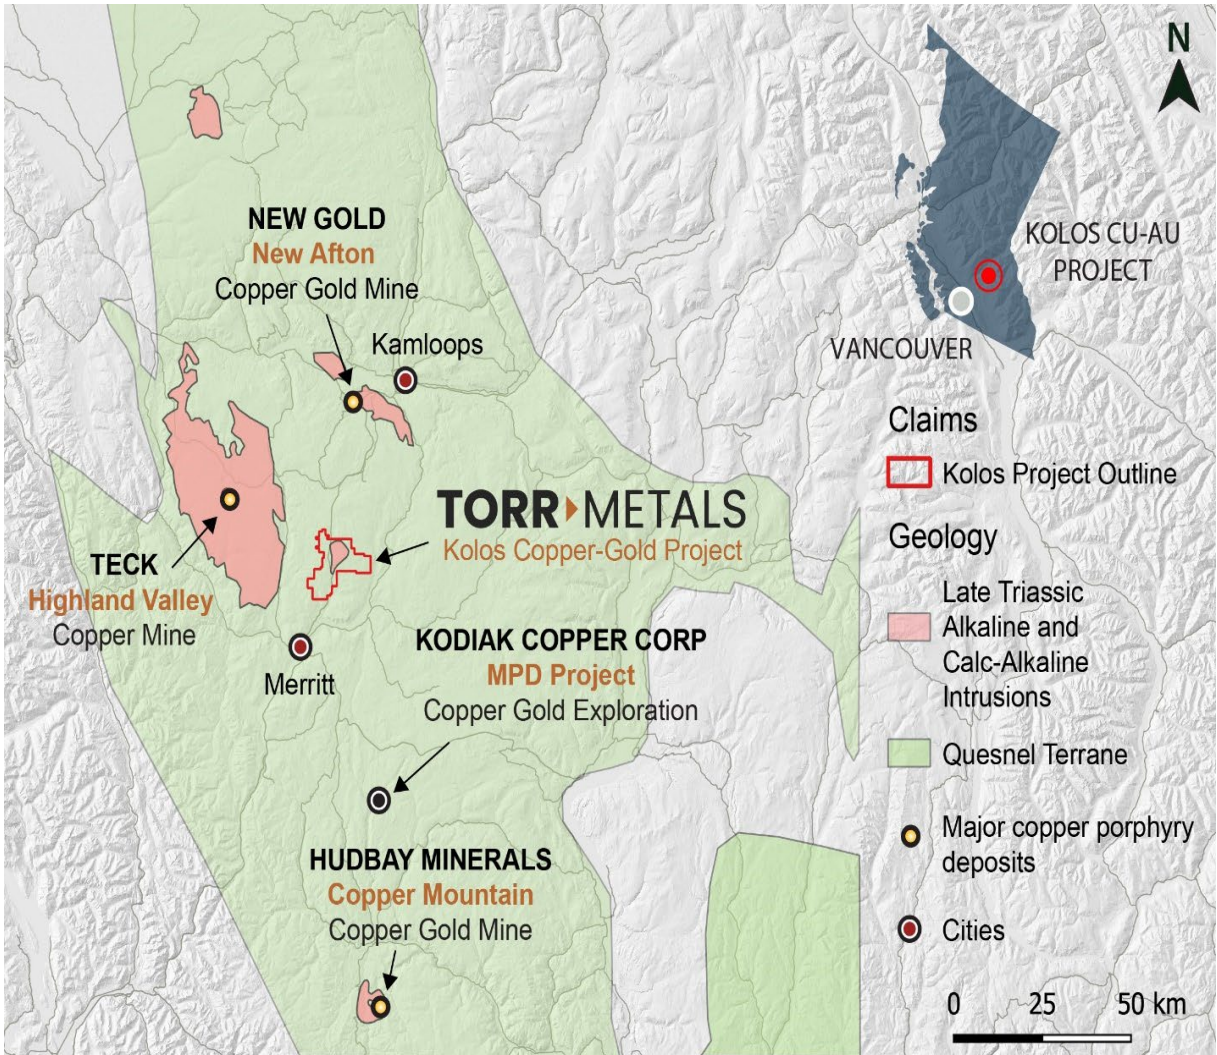 N
KOLOS CU-AU
PROJECT
VANCOUVER
NEW GOLD
New Afton
Copper Gold Mine
Kamloops
TORR METALS
Kolos Copper-Gold Project
TECK
Highland Valley
Copper Mine
Merritt
KODIAK COPPER CORP
MPD Project
Copper Gold Exploration
HUDBAY MINERALS
Copper Mountain
Copper Gold Mine
Claims
Kolos Project Outline
Geology
Late Triassic
Alkaline and
Calc-Alkaline
Intrusions
Quesnel Terrane
Major copper porphyry
deposits
Cities
0 25 50 km